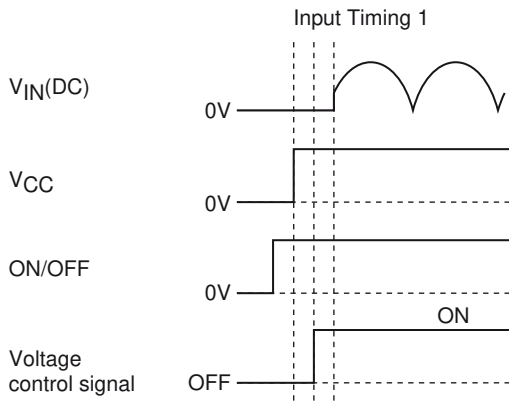 Input Timing 1
VIN(DC)
0V
VCC
0V
ON/OFF
0V
ON
Voltage
control signal
OFF